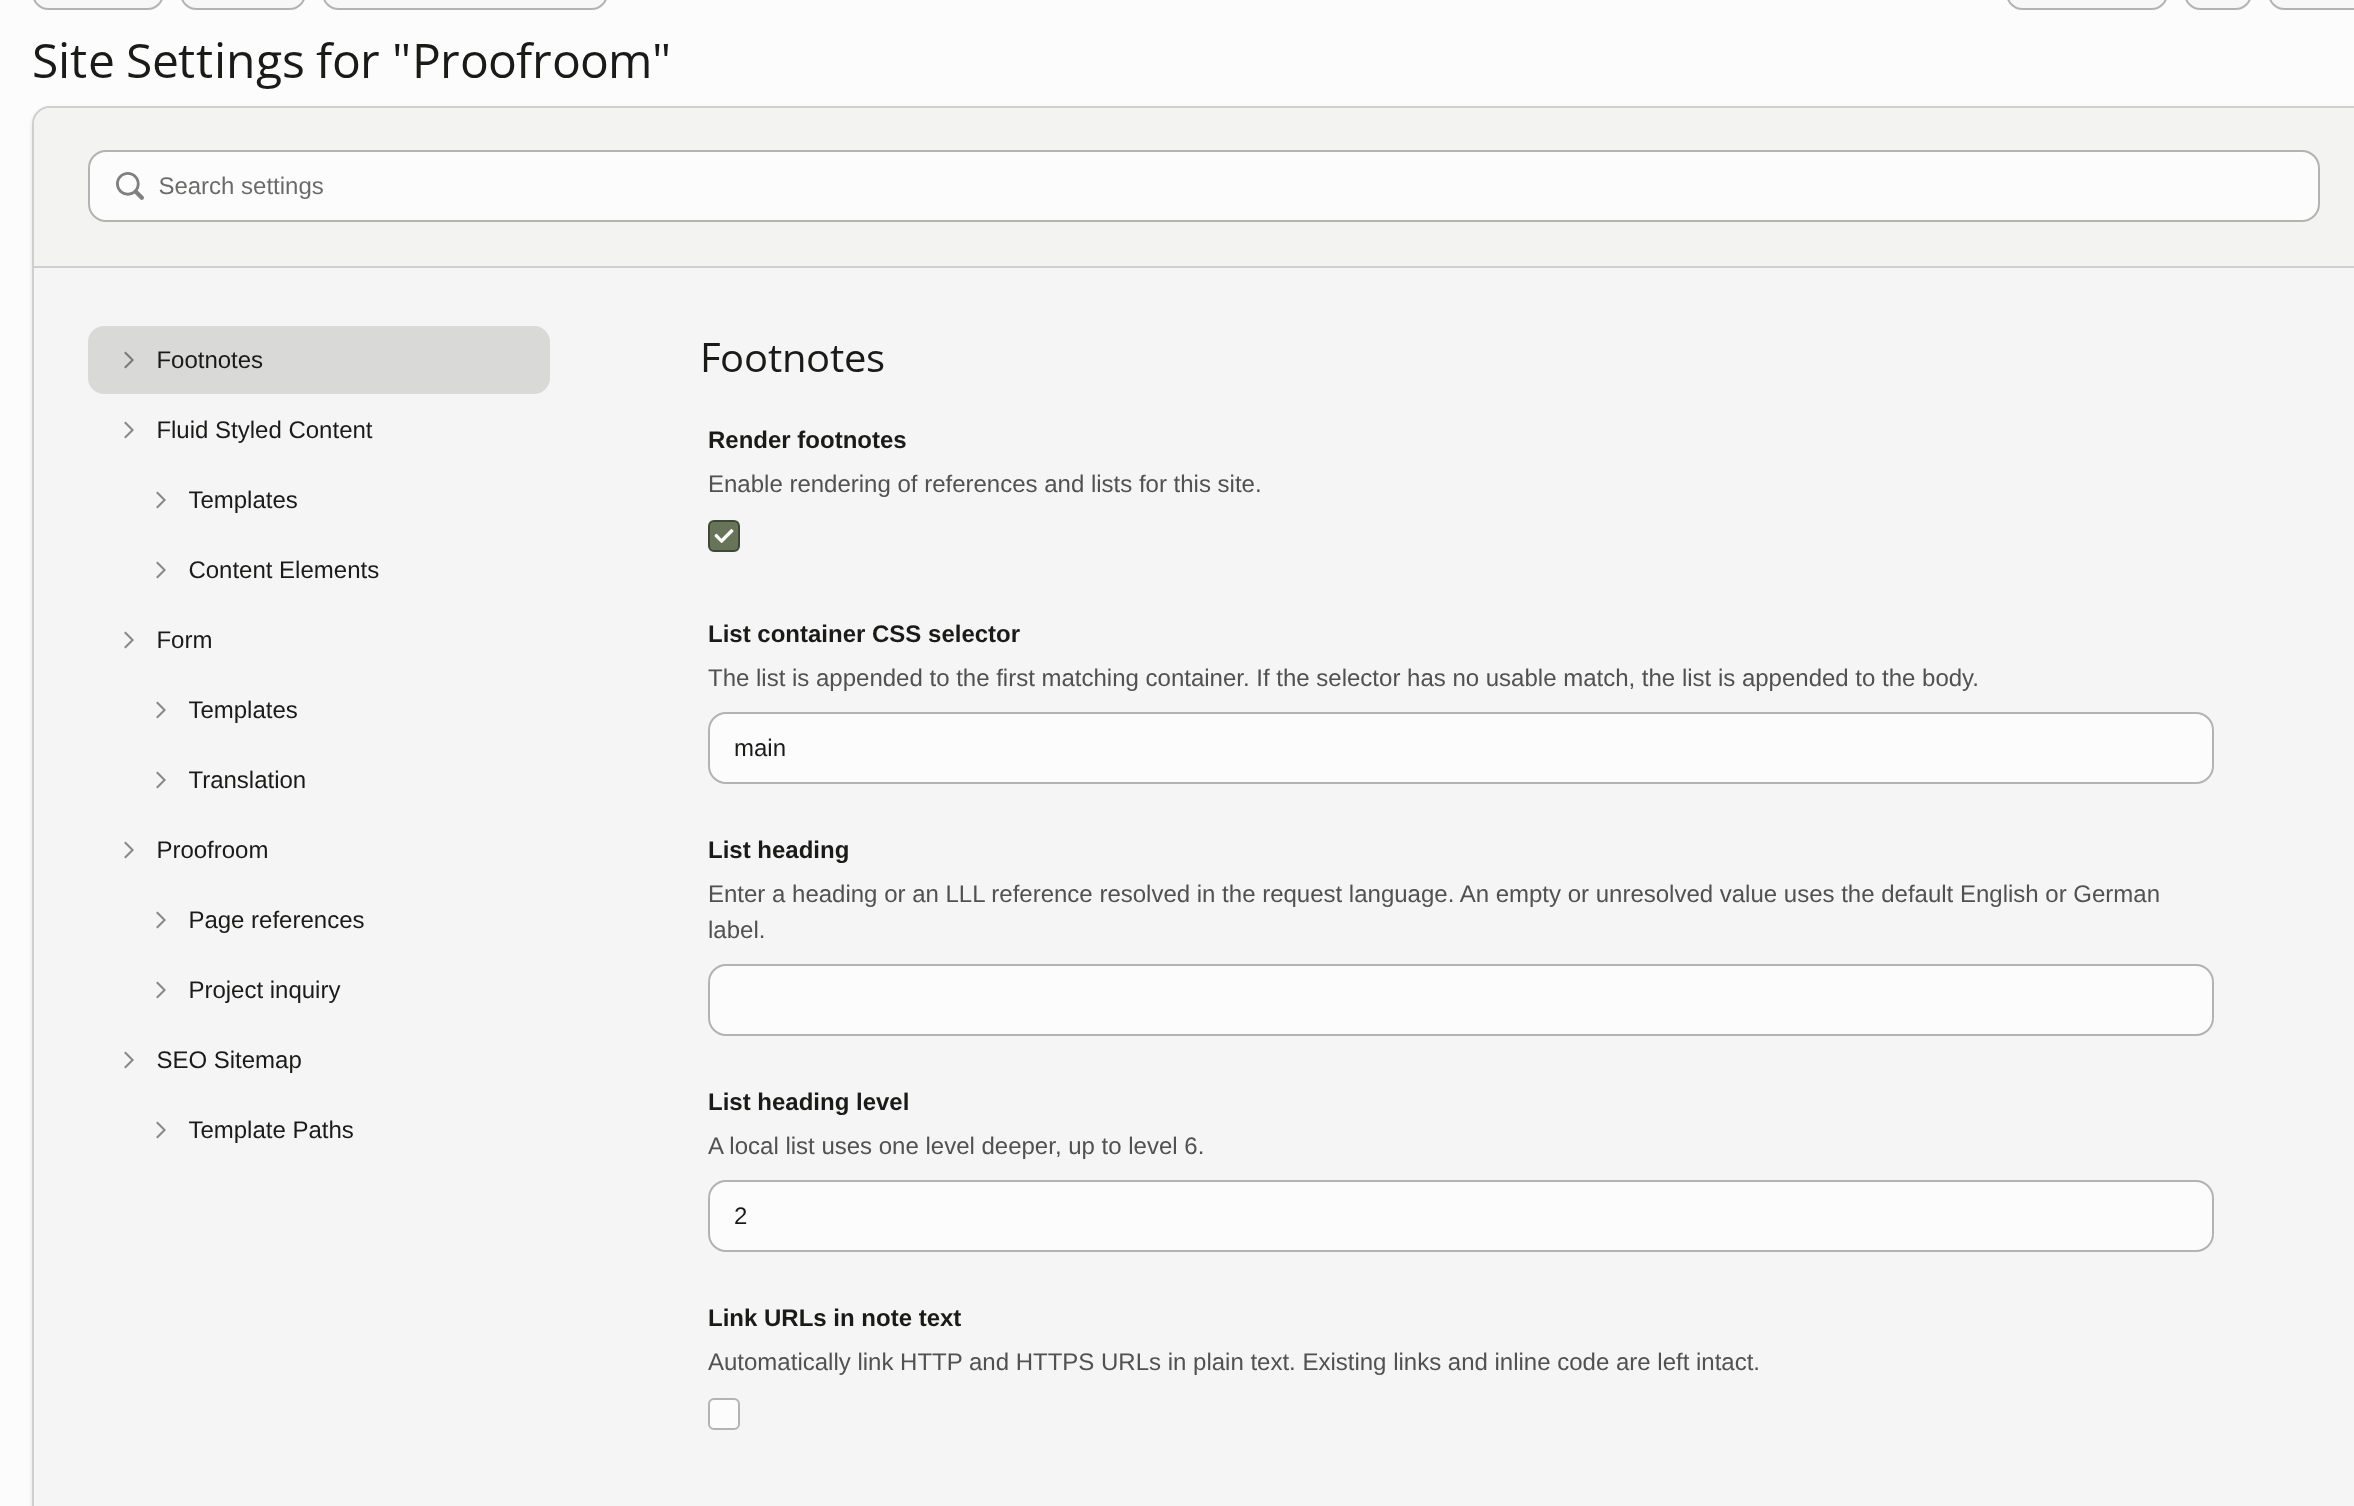 Site Settings for "Proofroom"
Search settings
Footnotes
Fluid Styled Content
Templates
Content Elements
Form
Templates
Translation
Proofroom
Page references
Project inquiry
SEO Sitemap
Template Paths
Footnotes
Render footnotes
Enable rendering of references and lists for this site.
List container CSS selector
The list is appended to the first matching container. If the selector has no usable match, the list is appended to the body.
main
List heading
Enter a heading or an LLL reference resolved in the request language. An empty or unresolved value uses the default English or German
label.
List heading level
A local list uses one level deeper, up to level 6.
2
Link URLs in note text
Automatically link HTTP and HTTPS URLs in plain text. Existing links and inline code are left intact.